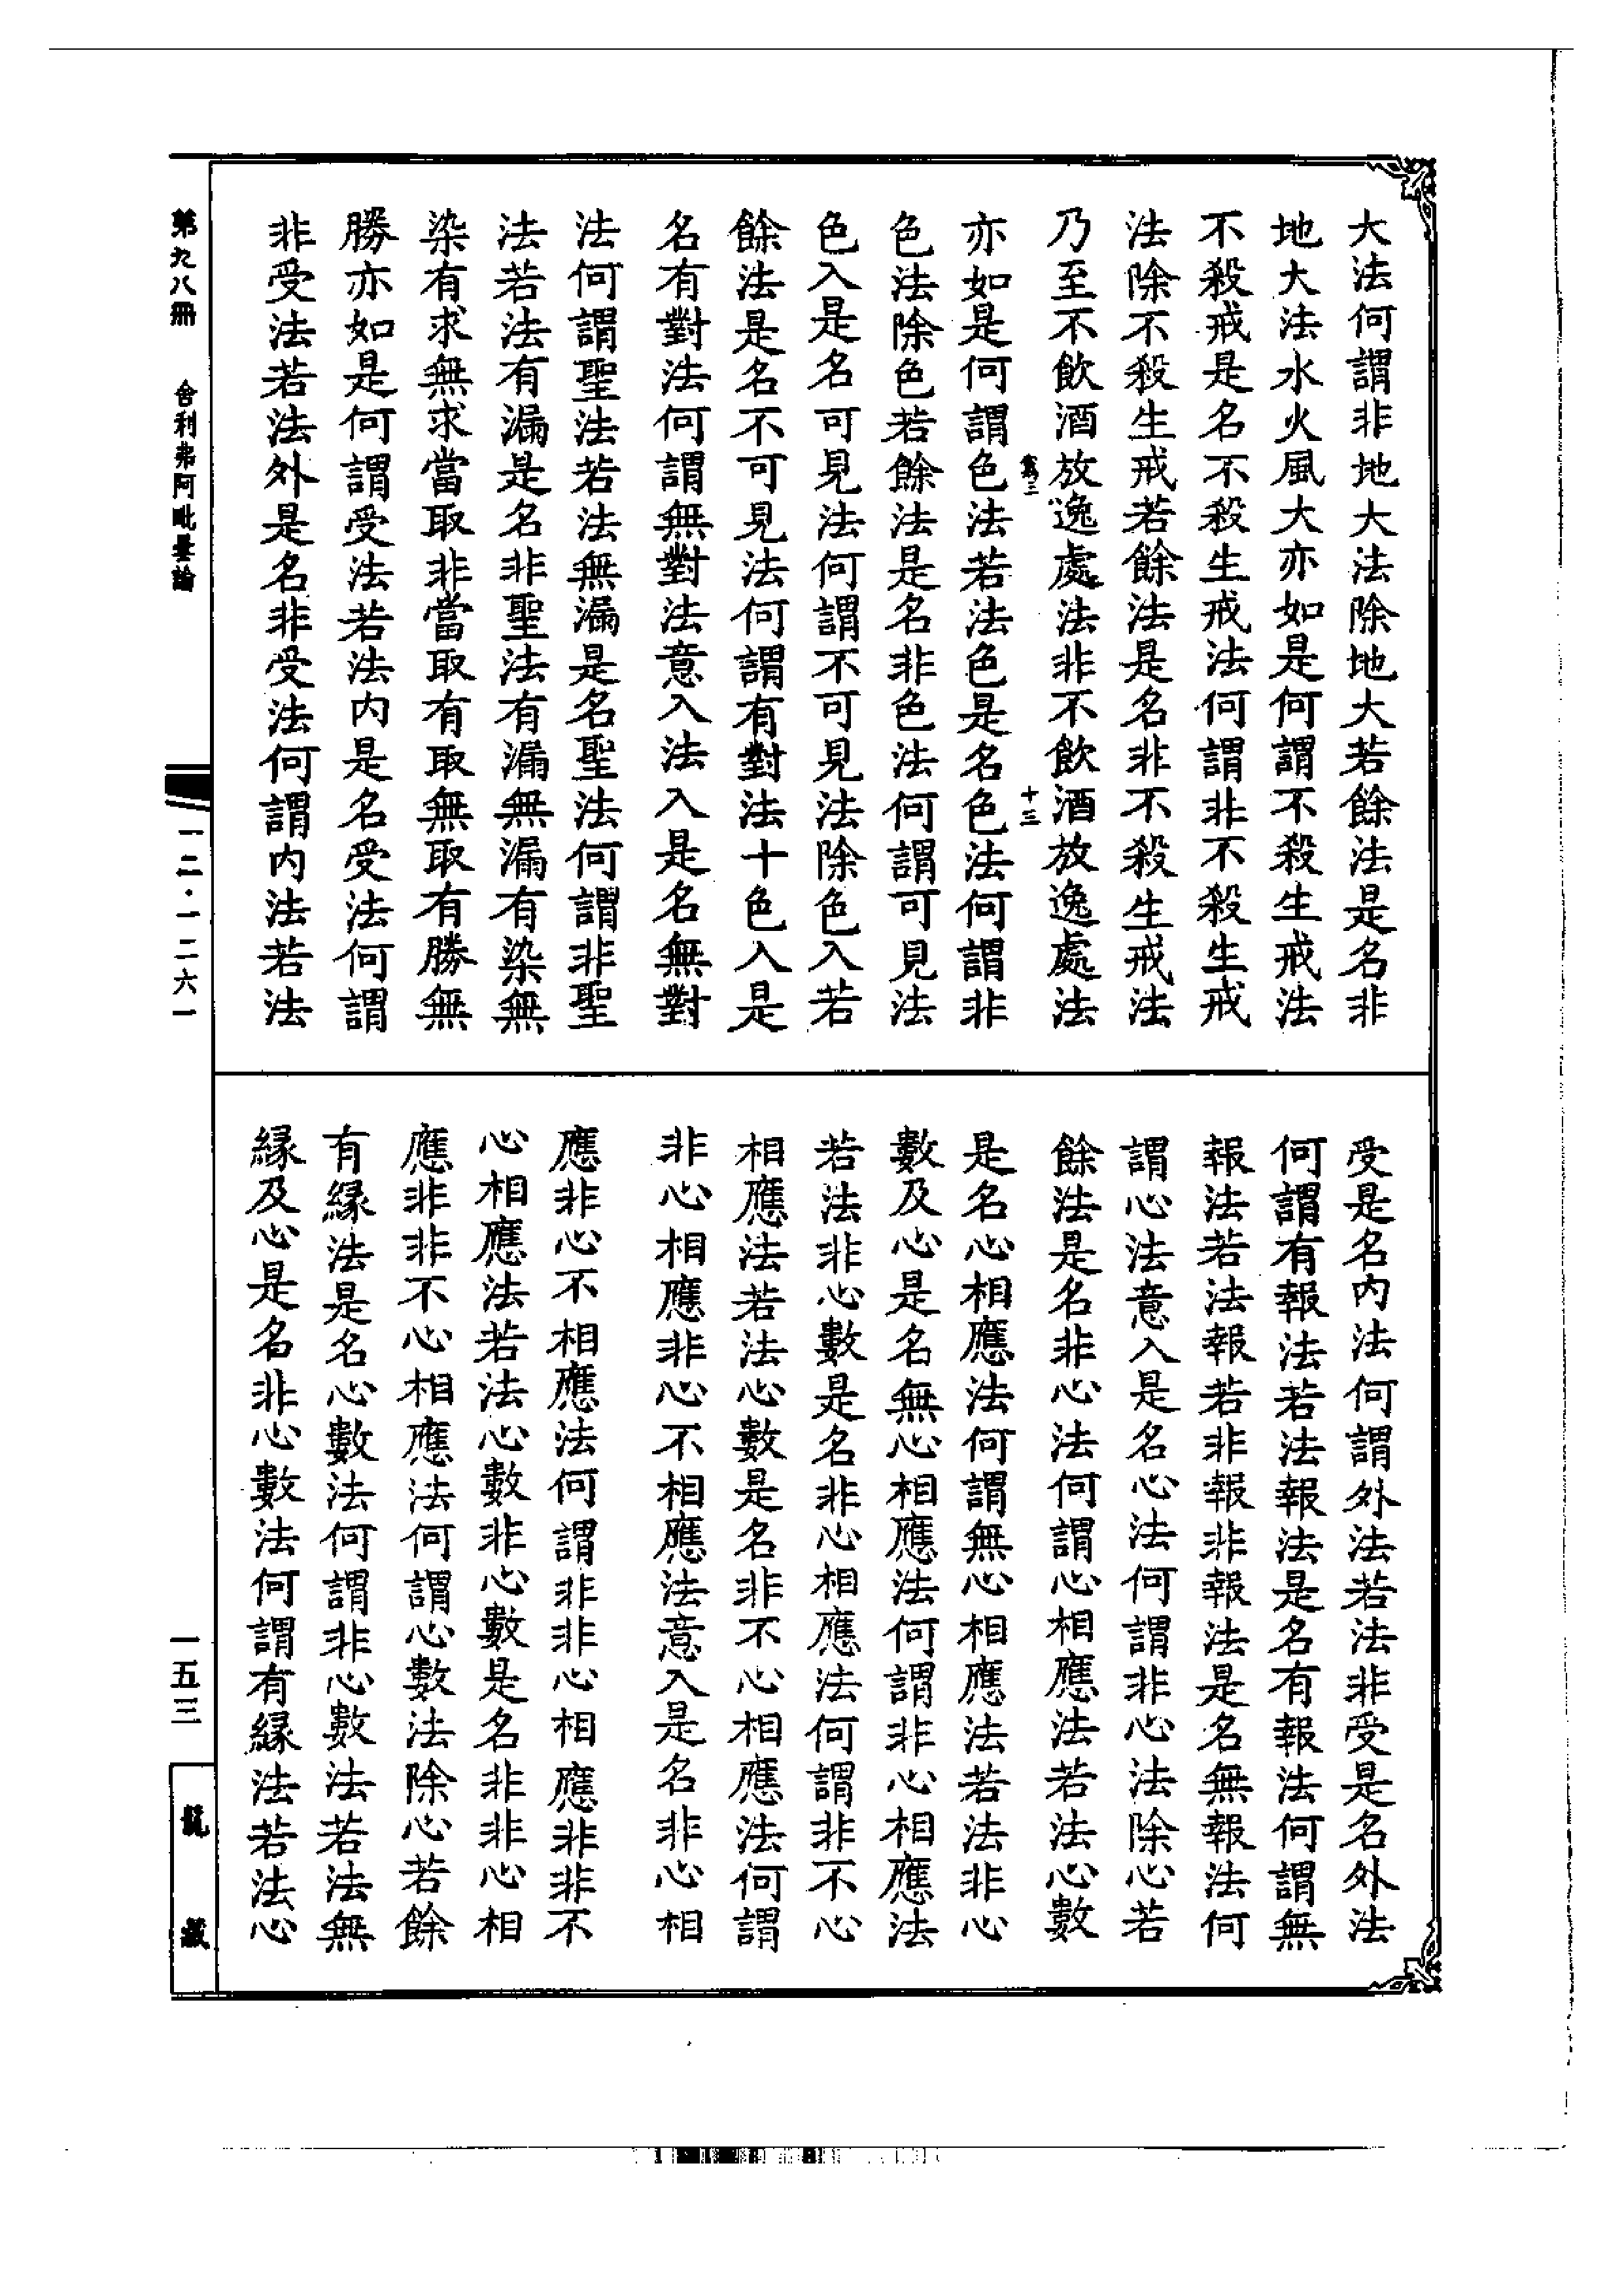 大法何謂非地大法除地大若餘法是名非
地大法水火風大亦如是何謂不殺生戒法
不殺戒是名不殺生戒法何謂非不殺生戒
法除不殺生戒若餘法是名非不殺生戒法
乃至不飲酒放逸處法非不飲酒放逸處法
十三
亦如是何謂色法若法色是名色法何謂非
色法除色若餘法是名非色法何謂可見法
色入是名可見法何謂不可見法除色入若
餘法是名不可見法何謂有對法十色入是
名有對法何謂無對法意入法入是名無對
法何謂聖法若法無漏是名聖法何謂非聖
法若法有漏是名非聖法有漏無漏有染無
染有求無求當取非當取有取無取有勝無
勝亦如是何謂受法若法内是名受法何謂
非受法若法外是名非受法何謂内法若法
受是名内法何謂外法若法非受是名外法
何謂有報法若法報法是名有報法何謂無
報法若法報若非報非報法是名無報法何
謂心法意入是名心法何謂非心法除心若
餘法是名非心法何謂心相應法若法心數
是名心相應法何謂無心相應法若法非心
數及心是名無心相應法何謂非心相應法
若法非心數是名非心相應法何謂非不心
相應法若法心數是名非不心相應法何謂
非心相應非心不相應法意入是名非心相
應非心不相應法何謂非非心相應非非不
心相應法若法心數非心數是名非非心相
應非非不心相應法何謂心數法除心若餘
有縁法是名心數法何謂非心數法若法無
縁及心是名非心數法何謂有縁法若法心
第九八冊 舍利弗阿毗曇論
一二·一二六一
一五三
龍藏